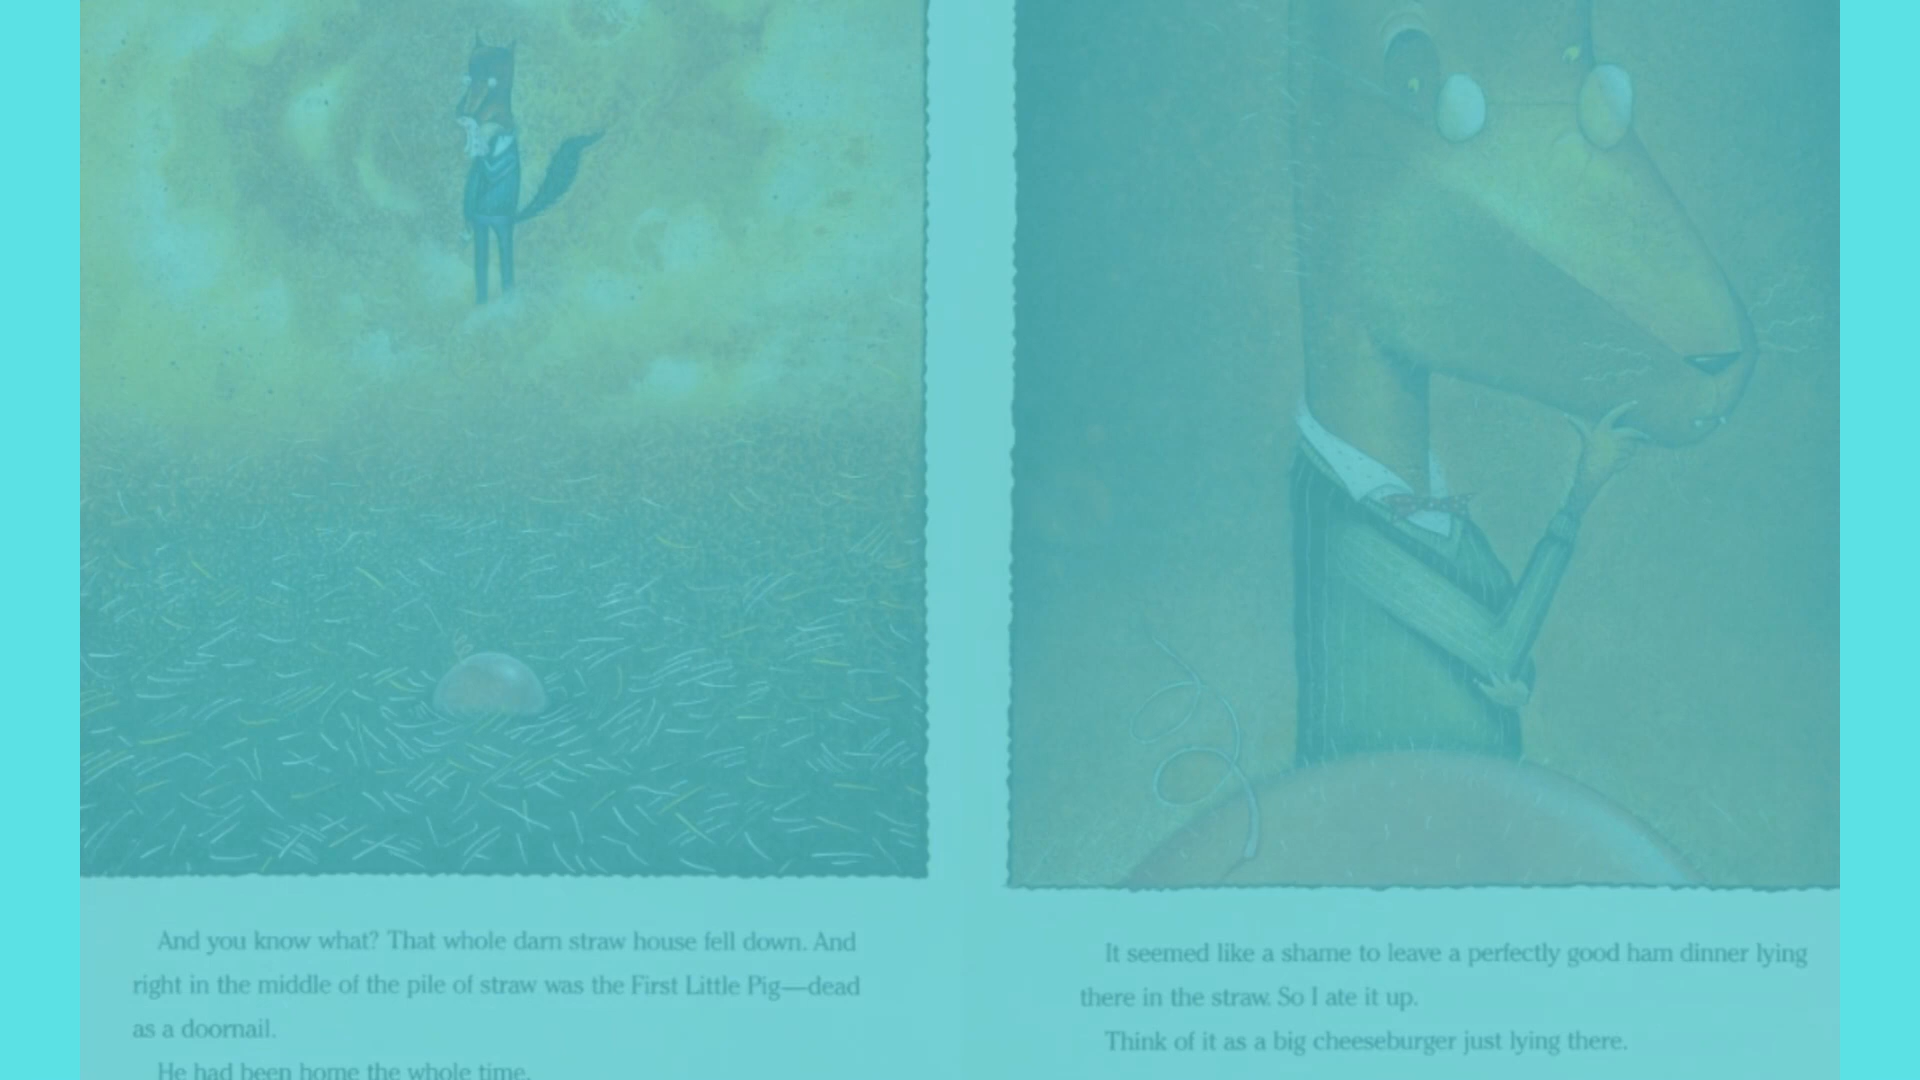 And you know what? That whole darn straw house fell down. And
right in the middle of the pile of straw was the First Little Pig—dead
as a doornail.
He had been home the whole time.
It seemed like a shame to leave a perfectly good ham dinner lying
there in the straw. So I ate it up.
Think of it as a big cheeseburger just lying there.